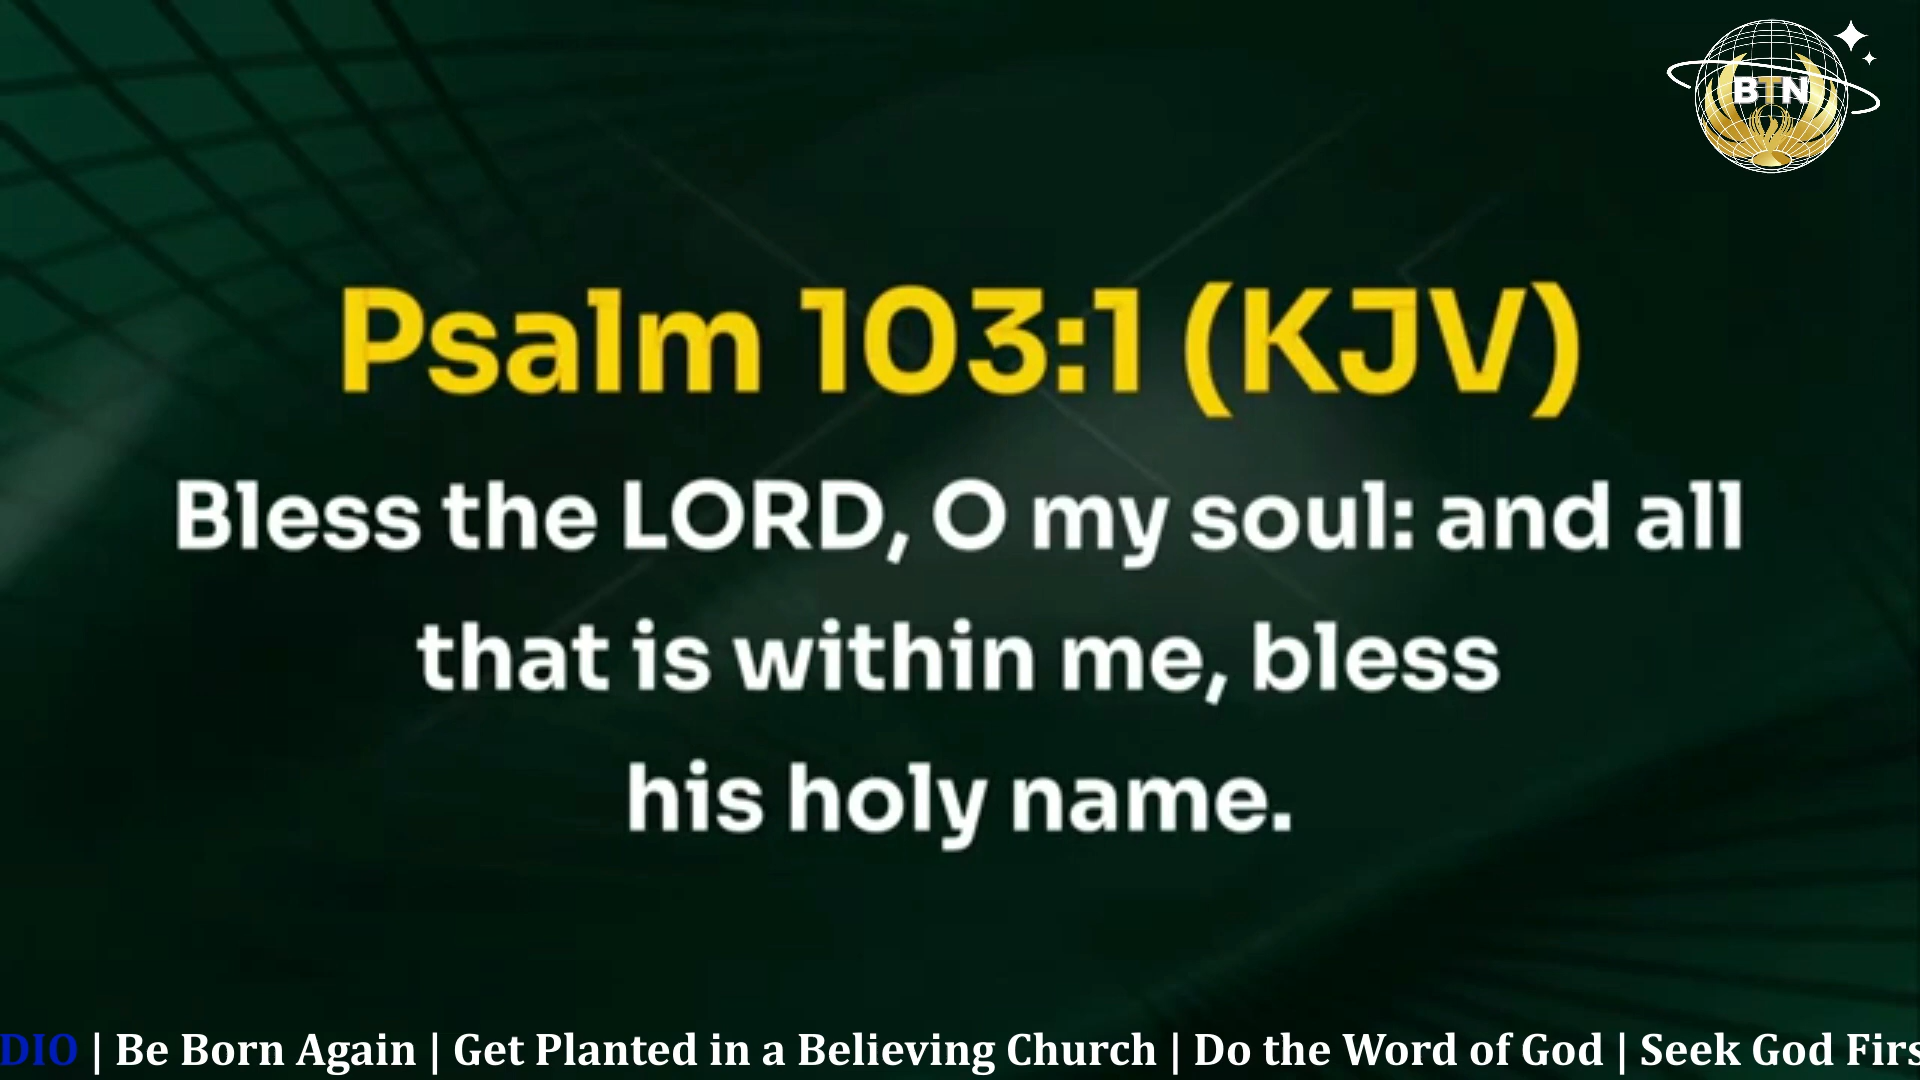 BTN
Psalm 103:1 (KJV)
Bless the LORD, O my soul: and all
that is within me, bless
his holy name.
DIO | Be Born Again | Get Planted in a Believing Church | Do the Word of God | Seek God Firs